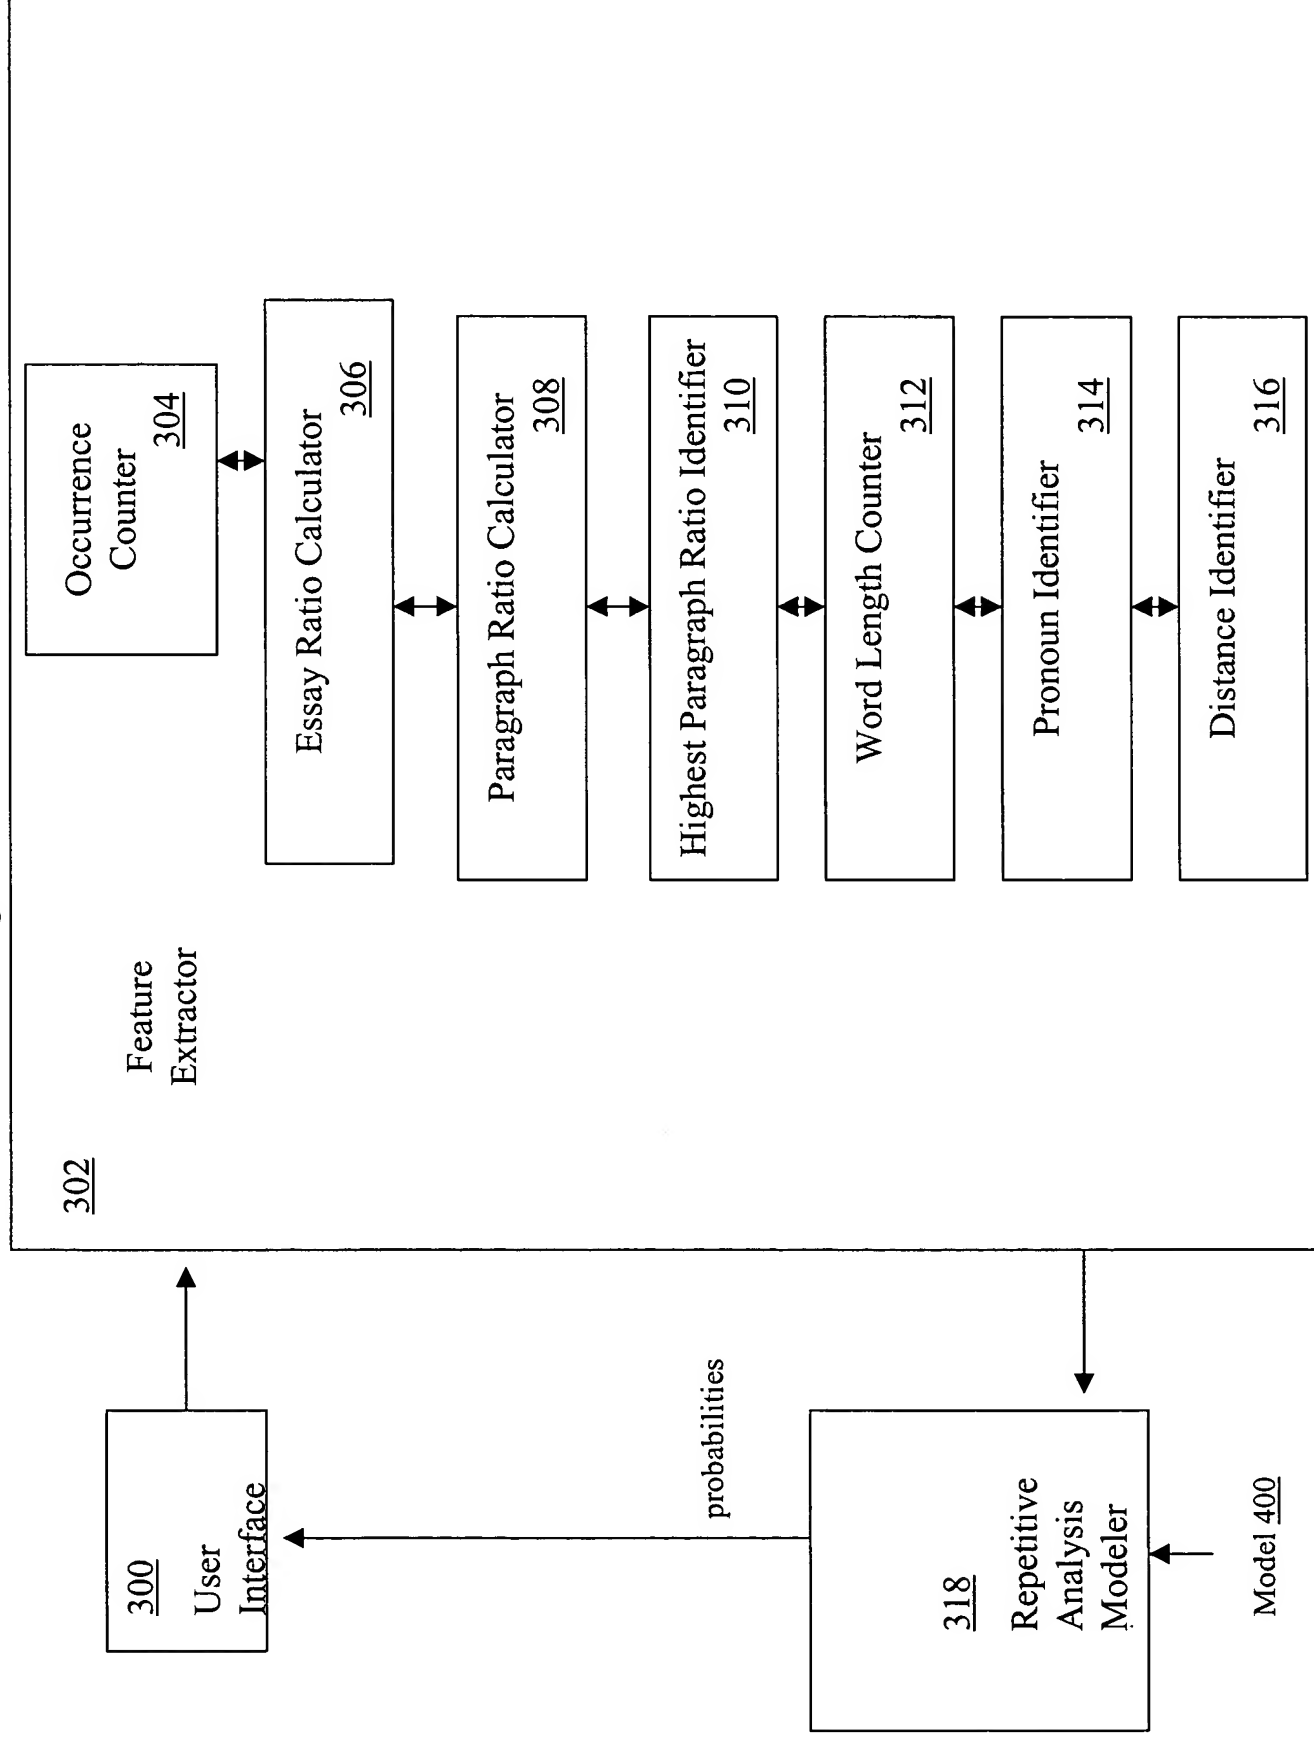 300
User
Interface
302
Feature
Extractor
Occurrence
Counter
304
Essay Ratio Calculator
306
Paragraph Ratio Calculator
308
Highest Paragraph Ratio Identifier
310
Word Length Counter
312
Pronoun Identifier
314
Distance Identifier
316
probabilities
318
Repetitive
Analysis
Modeler
Model 400